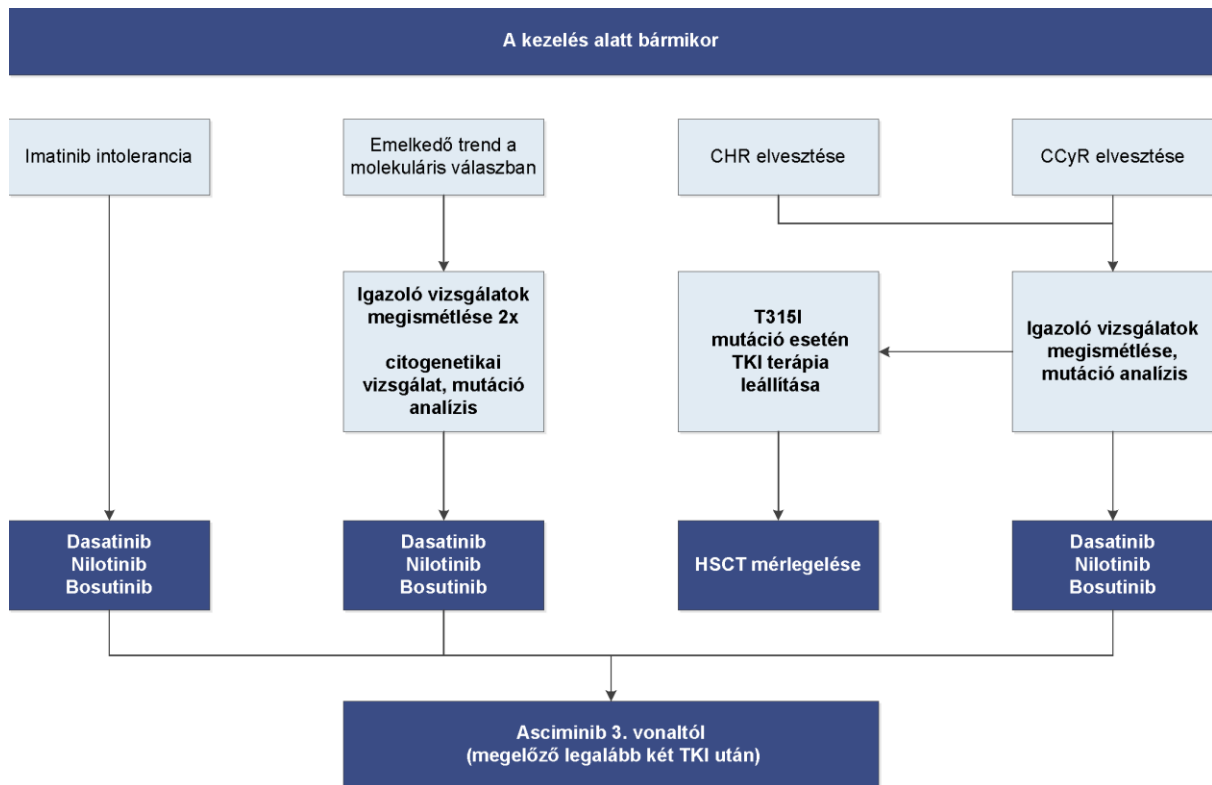 A kezelés alatt bármikor
Imatinib intolerancia
Emelkedő trend a
molekuláris válaszban
CHR elvesztése
CCyR elvesztése
Igazoló vizsgálatok
megismétlése 2x
citogenetikai
vizsgálat, mutáció
analízis
T315I
mutáció esetén
TKI terápia
leállítása
Igazoló vizsgálatok
megismétlése,
mutáció analízis
Dasatinib
Nilotinib
Bosutinib
Dasatinib
Nilotinib
Bosutinib
HSCT mérlegelése
Dasatinib
Nilotinib
Bosutinib
Asciminib 3. vonaltól
(megelőző legalább két TKI után)